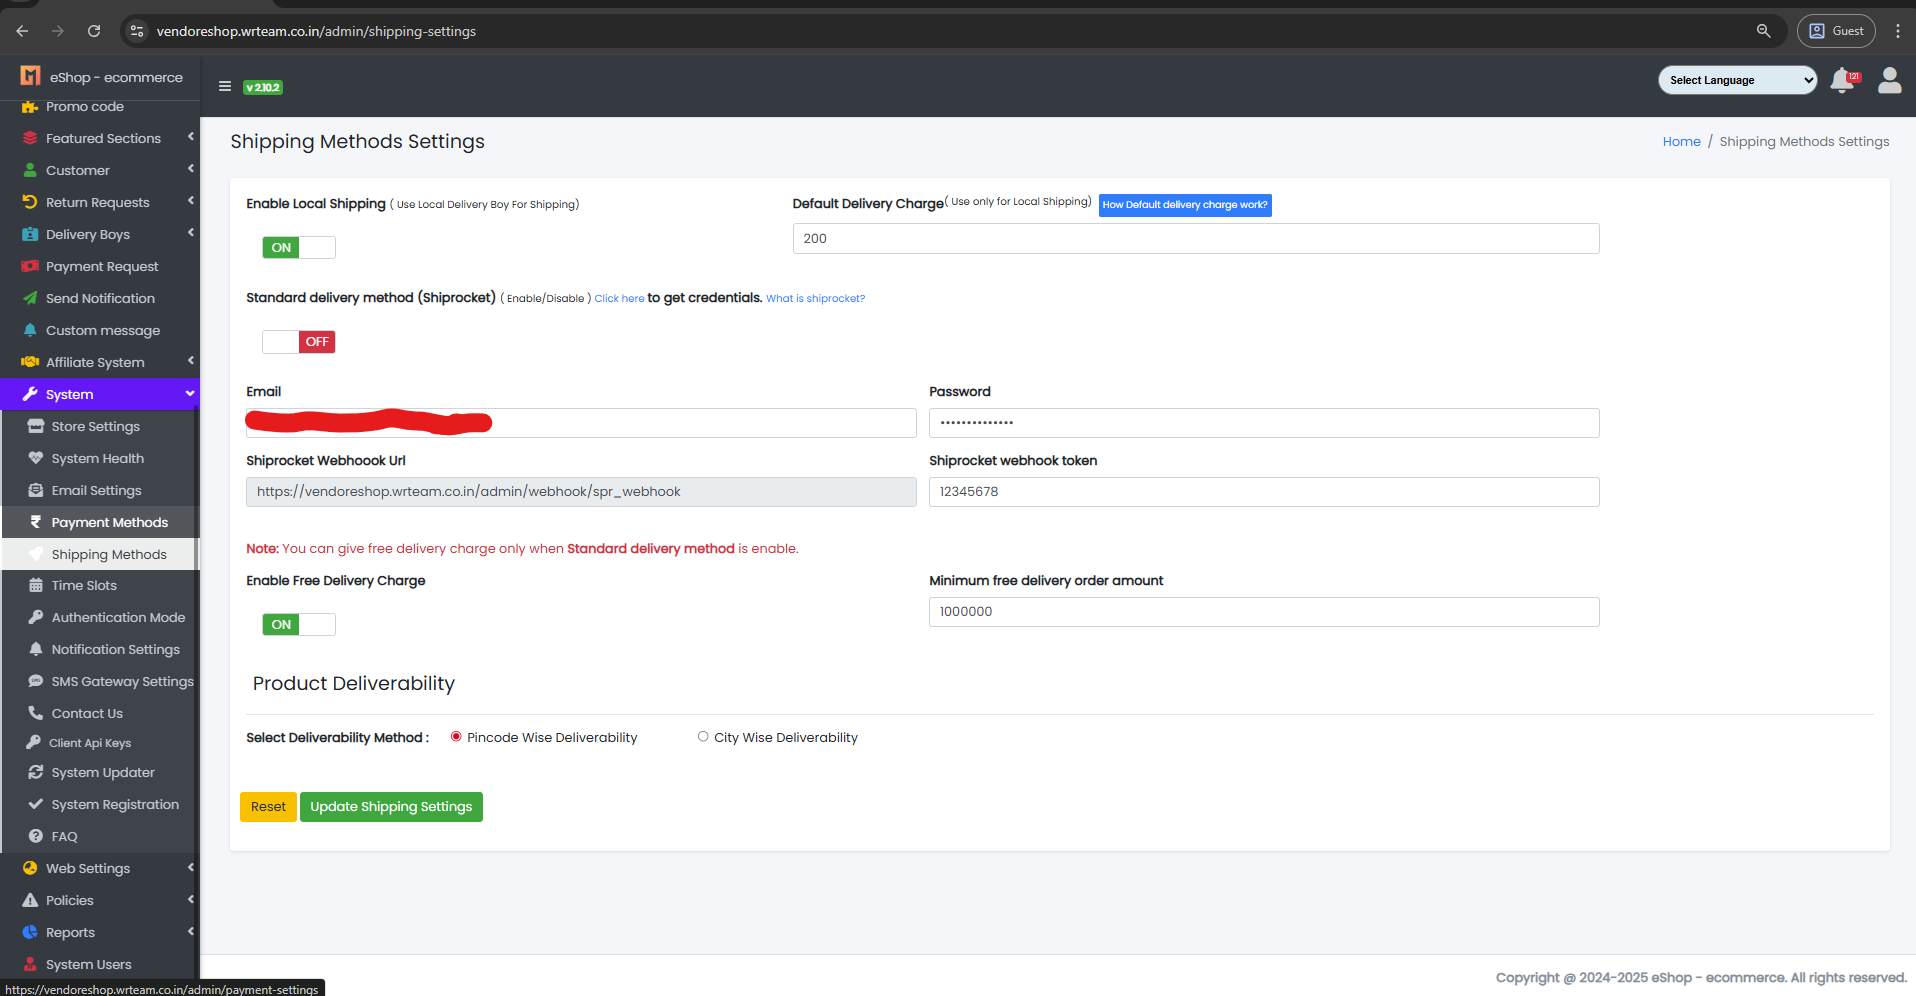 vendoreshop.wrteam.co.in/admin/shipping-settings
Guest
eShop - ecommerce
v 2.10.2
Select Language
121
Promo code
Featured Sections
Customer
Return Requests
Delivery Boys
Payment Request
Send Notification
Custom message
Affiliate System
System
Store Settings
System Health
Email Settings
Payment Methods
Shipping Methods
Time Slots
Authentication Mode
Notification Settings
SMS Gateway Settings
Contact Us
Client Api Keys
System Updater
System Registration
FAQ
Web Settings
Policies
Reports
System Users
https://vendoreshop.wrteam.co.in/admin/payment-settings
Shipping Methods Settings
Home / Shipping Methods Settings
Enable Local Shipping ( Use Local Delivery Boy For Shipping)
ON
Default Delivery Charge( Use only for Local Shipping) How Default delivery charge work?
200
Standard delivery method (Shiprocket) ( Enable/Disable ) Click here to get credentials. What is shiprocket?
OFF
Email
Password
••••••••••••••
Shiprocket Webhoook Url
https://vendoreshop.wrteam.co.in/admin/webhook/spr_webhook
Shiprocket webhook token
12345678
Note: You can give free delivery charge only when Standard delivery method is enable.
Enable Free Delivery Charge
ON
Minimum free delivery order amount
1000000
Product Deliverability
Select Deliverability Method : Pincode Wise Deliverability City Wise Deliverability
Reset Update Shipping Settings
Copyright @ 2024-2025 eShop - ecommerce. All rights reserved.